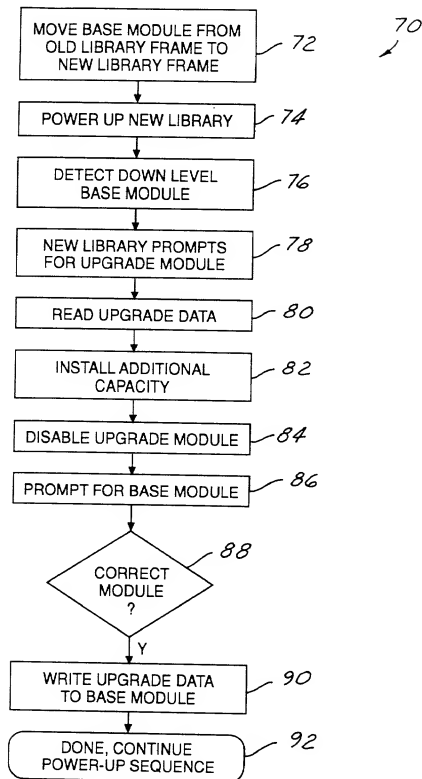 70
MOVE BASE MODULE FROM
OLD LIBRARY FRAME TO
NEW LIBRARY FRAME
72
POWER UP NEW LIBRARY
74
DETECT DOWN LEVEL
BASE MODULE
76
NEW LIBRARY PROMPTS
FOR UPGRADE MODULE
78
READ UPGRADE DATA
80
INSTALL ADDITIONAL
CAPACITY
82
DISABLE UPGRADE MODULE
84
PROMPT FOR BASE MODULE
86
CORRECT
MODULE
?
88
Y
WRITE UPGRADE DATA
TO BASE MODULE
90
DONE, CONTINUE
POWER-UP SEQUENCE
92